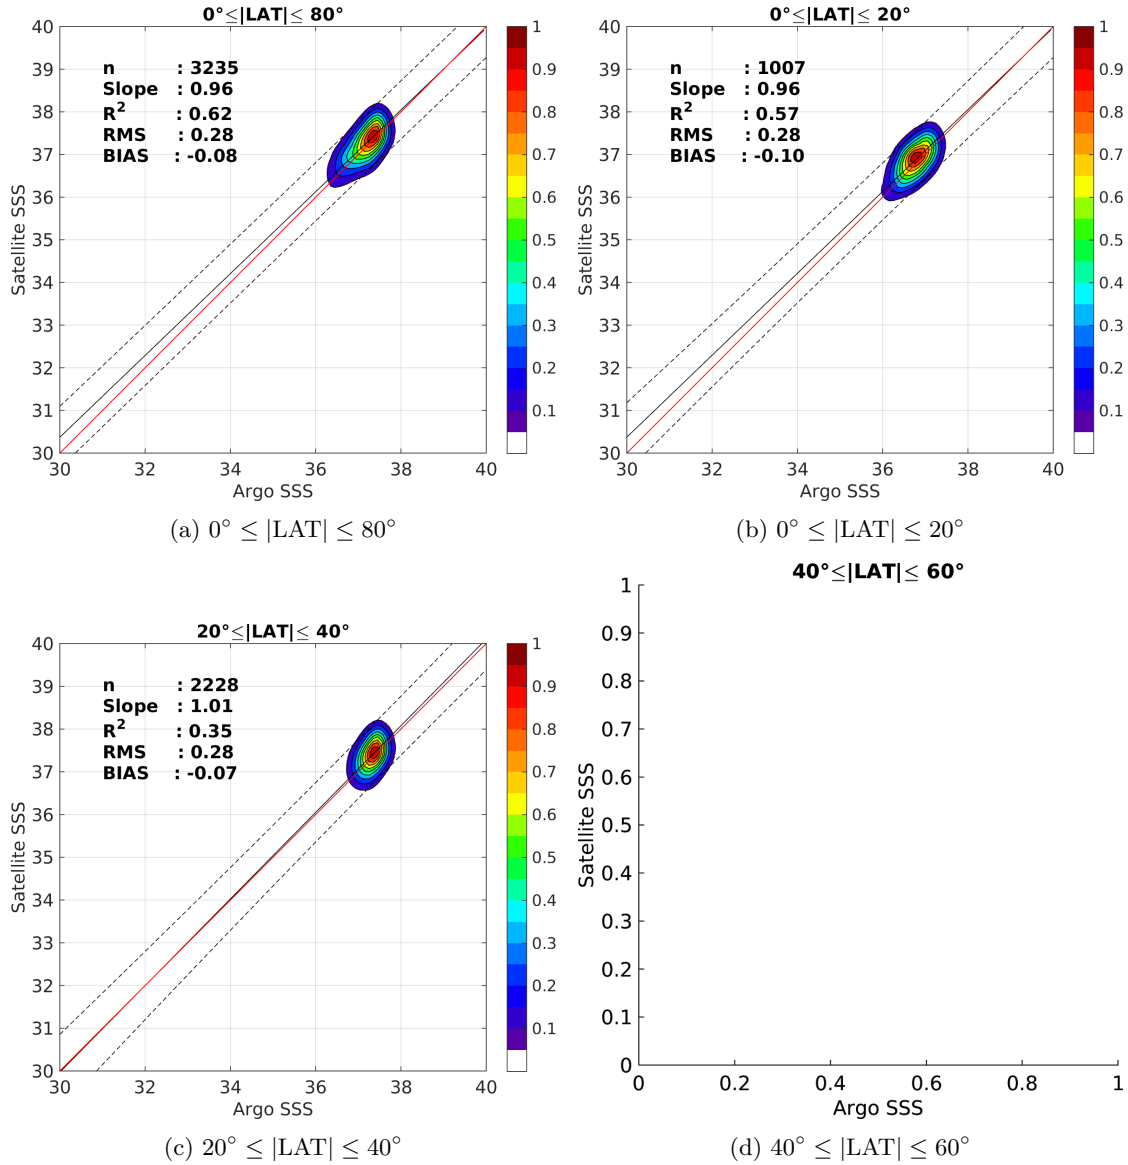 0°≤|LAT|≤ 80°
n : 3235
Slope : 0.96
R² : 0.62
RMS : 0.28
BIAS : -0.08
Satellite SSS
40
39
38
37
36
35
34
33
32
31
30
30 32 34 36 38 40
Argo SSS
1
0.9
0.8
0.7
0.6
0.5
0.4
0.3
0.2
0.1
(a) 0° ≤ |LAT| ≤ 80°
0°≤|LAT|≤ 20°
n : 1007
Slope : 0.96
R² : 0.57
RMS : 0.28
BIAS : -0.10
Satellite SSS
40
39
38
37
36
35
34
33
32
31
30
30 32 34 36 38 40
Argo SSS
1
0.9
0.8
0.7
0.6
0.5
0.4
0.3
0.2
0.1
(b) 0° ≤ |LAT| ≤ 20°
20°≤|LAT|≤ 40°
n : 2228
Slope : 1.01
R² : 0.35
RMS : 0.28
BIAS : -0.07
Satellite SSS
40
39
38
37
36
35
34
33
32
31
30
30 32 34 36 38 40
Argo SSS
1
0.9
0.8
0.7
0.6
0.5
0.4
0.3
0.2
0.1
(c) 20° ≤ |LAT| ≤ 40°
40°≤|LAT|≤ 60°
Satellite SSS
1
0.9
0.8
0.7
0.6
0.5
0.4
0.3
0.2
0.1
0
0 0.2 0.4 0.6 0.8 1
Argo SSS
(d) 40° ≤ |LAT| ≤ 60°